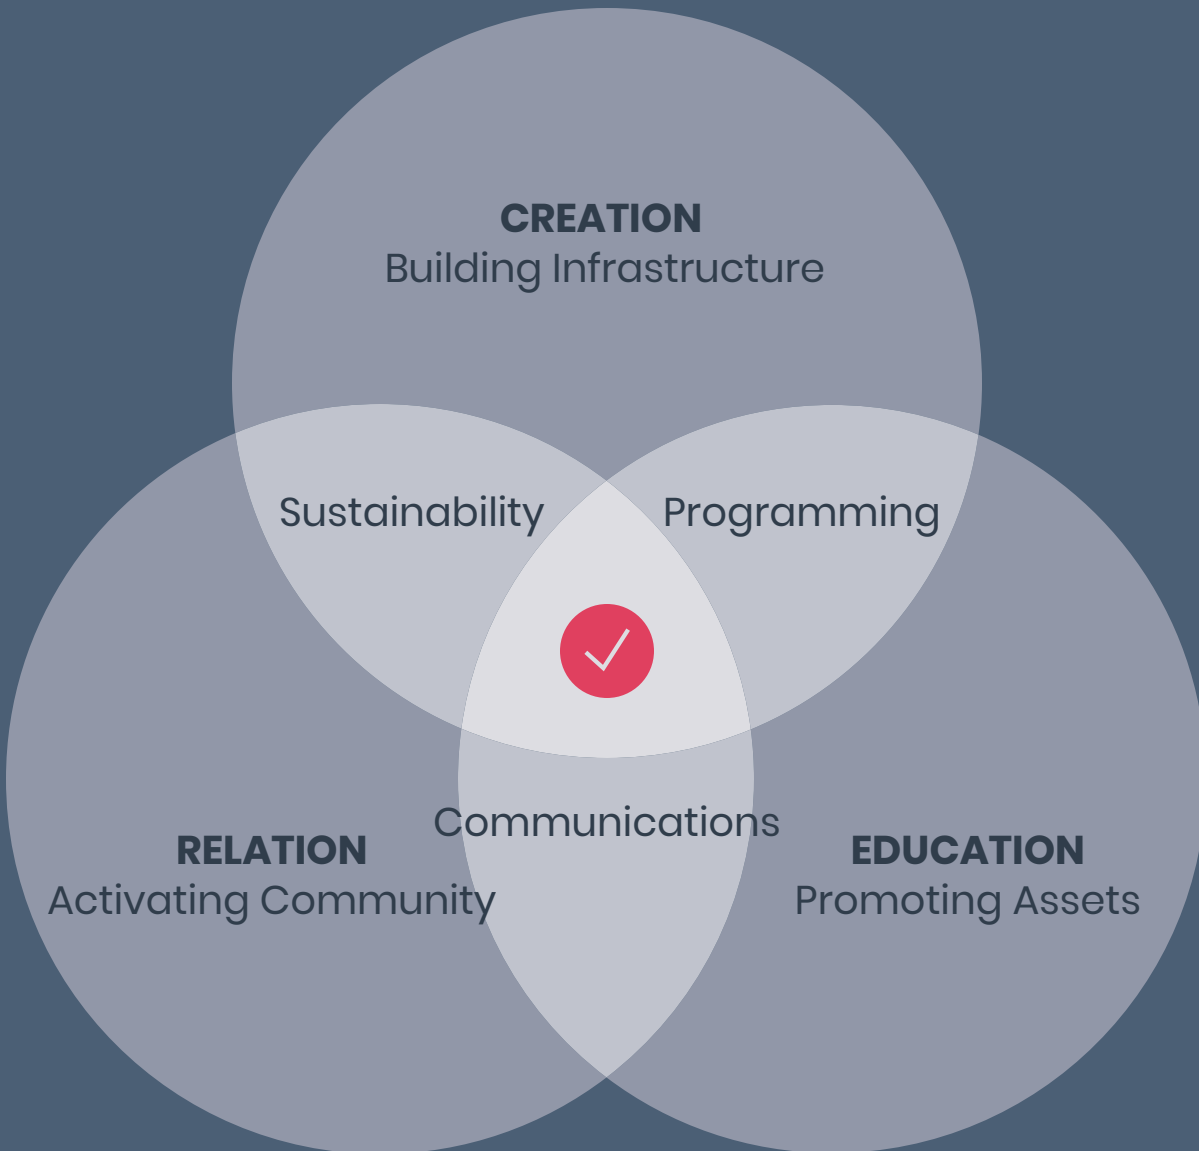 CREATION
Building Infrastructure
Sustainability
Programming
Communications
RELATION
Activating Community
EDUCATION
Promoting Assets